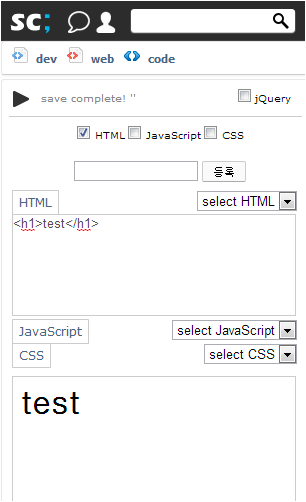 sc;
dev web code
save complete! " jQuery
HTML JavaScript CSS
등록
HTML select HTML
<h1>test</h1>
JavaScript select JavaScript
CSS select CSS
test